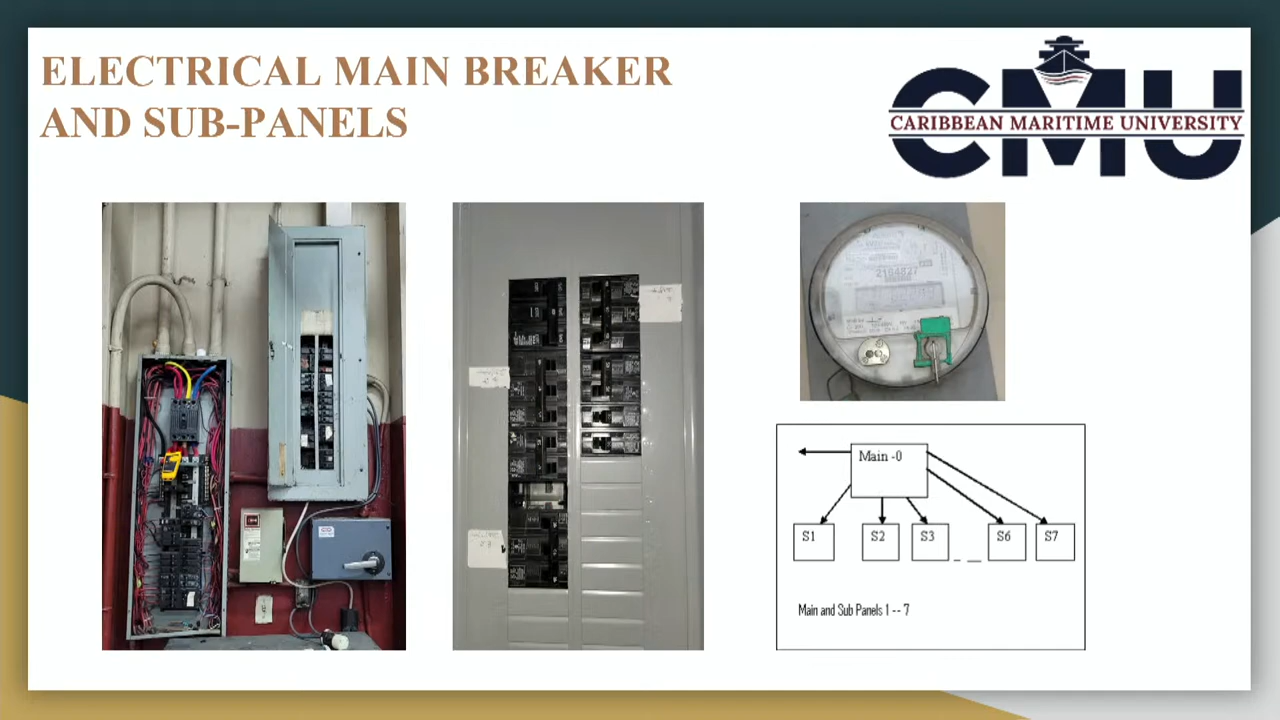 ELECTRICAL MAIN BREAKER
AND SUB-PANELS
CMU
CARIBBEAN MARITIME UNIVERSITY
2164827
Main -0
S1
S2
S3
S6
S7
Main and Sub Panels 1 -- 7